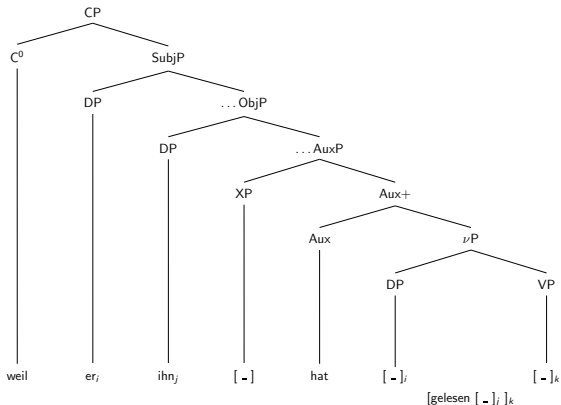 CP
C⁰ SubjP
DP …ObjP
DP …AuxP
XP Aux+
Aux νP
DP VP
weil erᵢ ihnⱼ [ _ ] hat [ _ ]ᵢ [ _ ]ₖ
[gelesen [ _ ]ⱼ ]ₖ